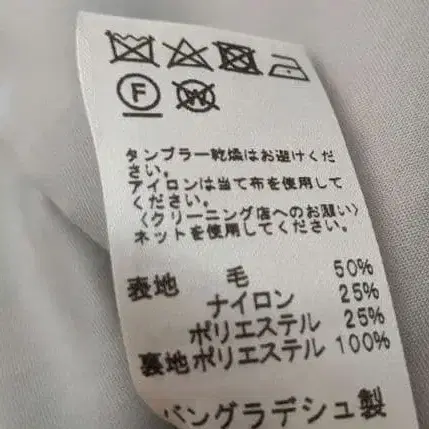 F W
タンブラー乾燥はお避けくだ
さい。
アイロンは当て布を使用して
ください。
〈クリーニング店へのお願い〉
ネットを使用してください。
表地 毛 50%
ナイロン 25%
ポリエステル 25%
裏地ポリエステル 100%
バングラデシュ製